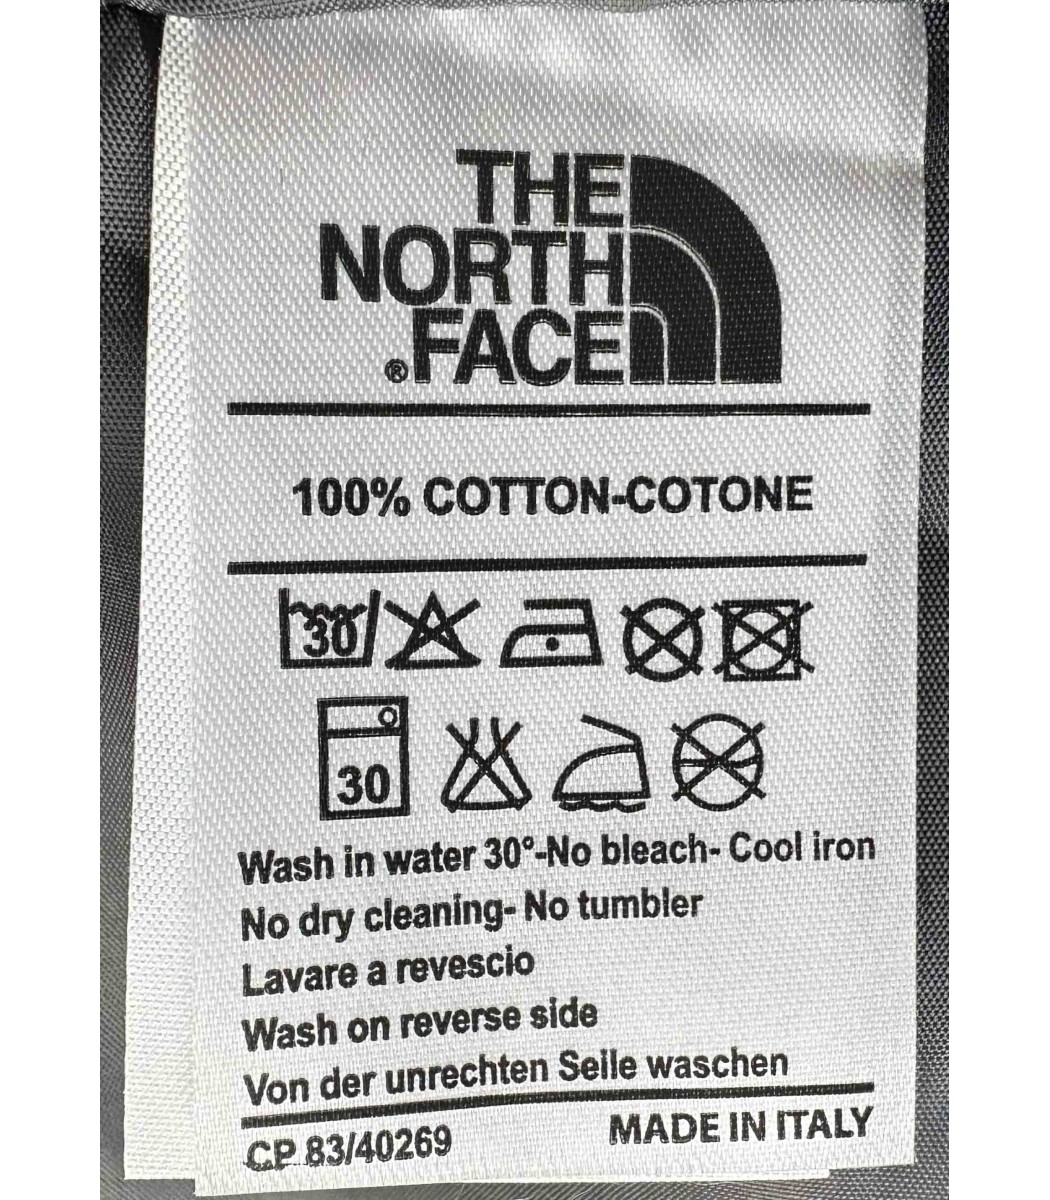 THE
NORTH
®.FACE
100% COTTON-COTONE
30
30
Wash in water 30°-No bleach- Cool iron
No dry cleaning- No tumbler
Lavare a revescio
Wash on reverse side
Von der unrechten Seile waschen
CP 83/40269 MADE IN ITALY